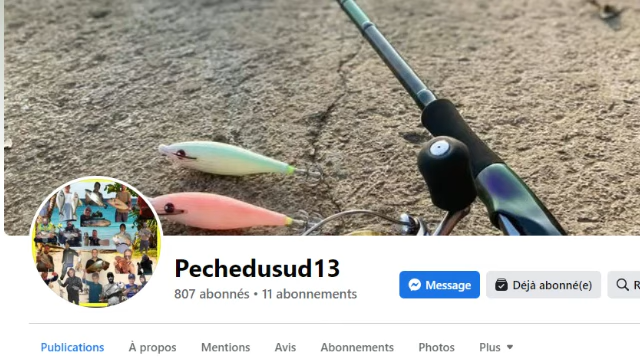 Pechedusud13
807 abonnés • 11 abonnements
Message
Déjà abonné(e)
R
Publications
À propos
Mentions
Avis
Abonnements
Photos
Plus